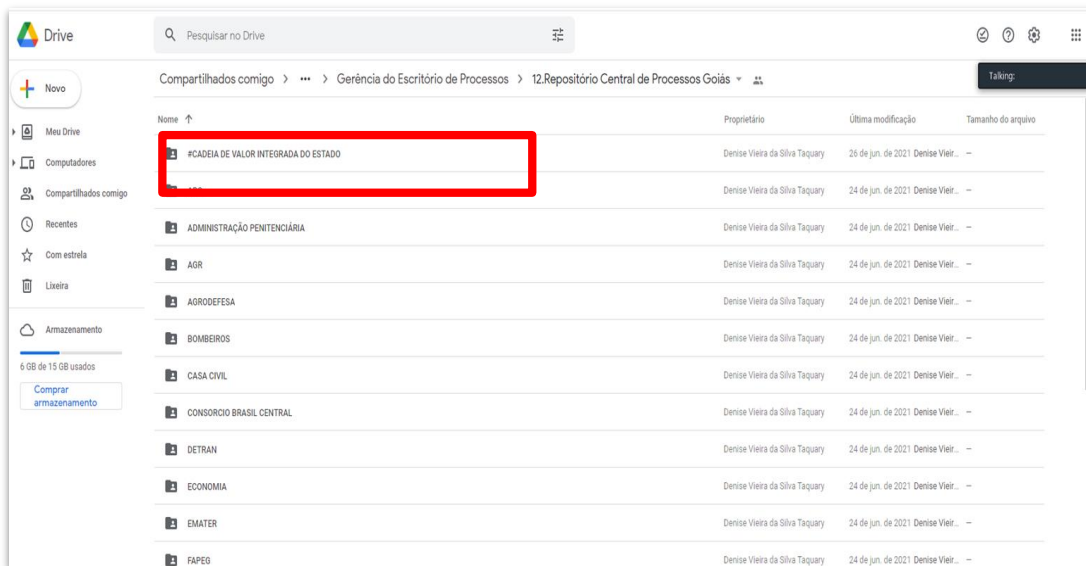 Drive
Pesquisar no Drive
Novo
Compartilhados comigo > ••• > Gerência do Escritório de Processos > 12.Repositório Central de Processos Goiás
Talking:
Meu Drive
Computadores
Compartilhados comigo
Recentes
Com estrela
Lixeira
Armazenamento
6 GB de 15 GB usados
Comprar
armazenamento
Nome Proprietário Última modificação Tamanho do arquivo
#CADEIA DE VALOR INTEGRADA DO ESTADO Denise Vieira da Silva Taquary 26 de jun. de 2021 Denise Vieir... –
Denise Vieira da Silva Taquary 24 de jun. de 2021 Denise Vieir... –
ADMINISTRAÇÃO PENITENCIÁRIA Denise Vieira da Silva Taquary 24 de jun. de 2021 Denise Vieir... –
AGR Denise Vieira da Silva Taquary 24 de jun. de 2021 Denise Vieir... –
AGRODEFESA Denise Vieira da Silva Taquary 24 de jun. de 2021 Denise Vieir... –
BOMBEIROS Denise Vieira da Silva Taquary 24 de jun. de 2021 Denise Vieir... –
CASA CIVIL Denise Vieira da Silva Taquary 24 de jun. de 2021 Denise Vieir... –
CONSORCIO BRASIL CENTRAL Denise Vieira da Silva Taquary 24 de jun. de 2021 Denise Vieir... –
DETRAN Denise Vieira da Silva Taquary 24 de jun. de 2021 Denise Vieir... –
ECONOMIA Denise Vieira da Silva Taquary 24 de jun. de 2021 Denise Vieir... –
EMATER Denise Vieira da Silva Taquary 24 de jun. de 2021 Denise Vieir... –
FAPEG Denise Vieira da Silva Taquary 24 de jun. de 2021 Denise Vieir... –